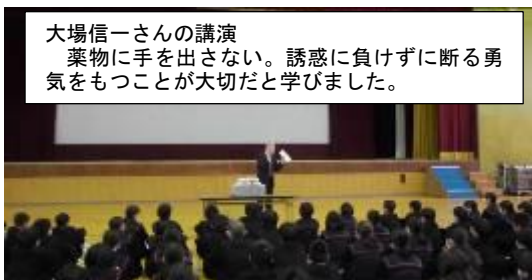 大場信一さんの講演
　薬物に手を出さない。誘惑に負けずに断る勇
気をもつことが大切だと学びました。